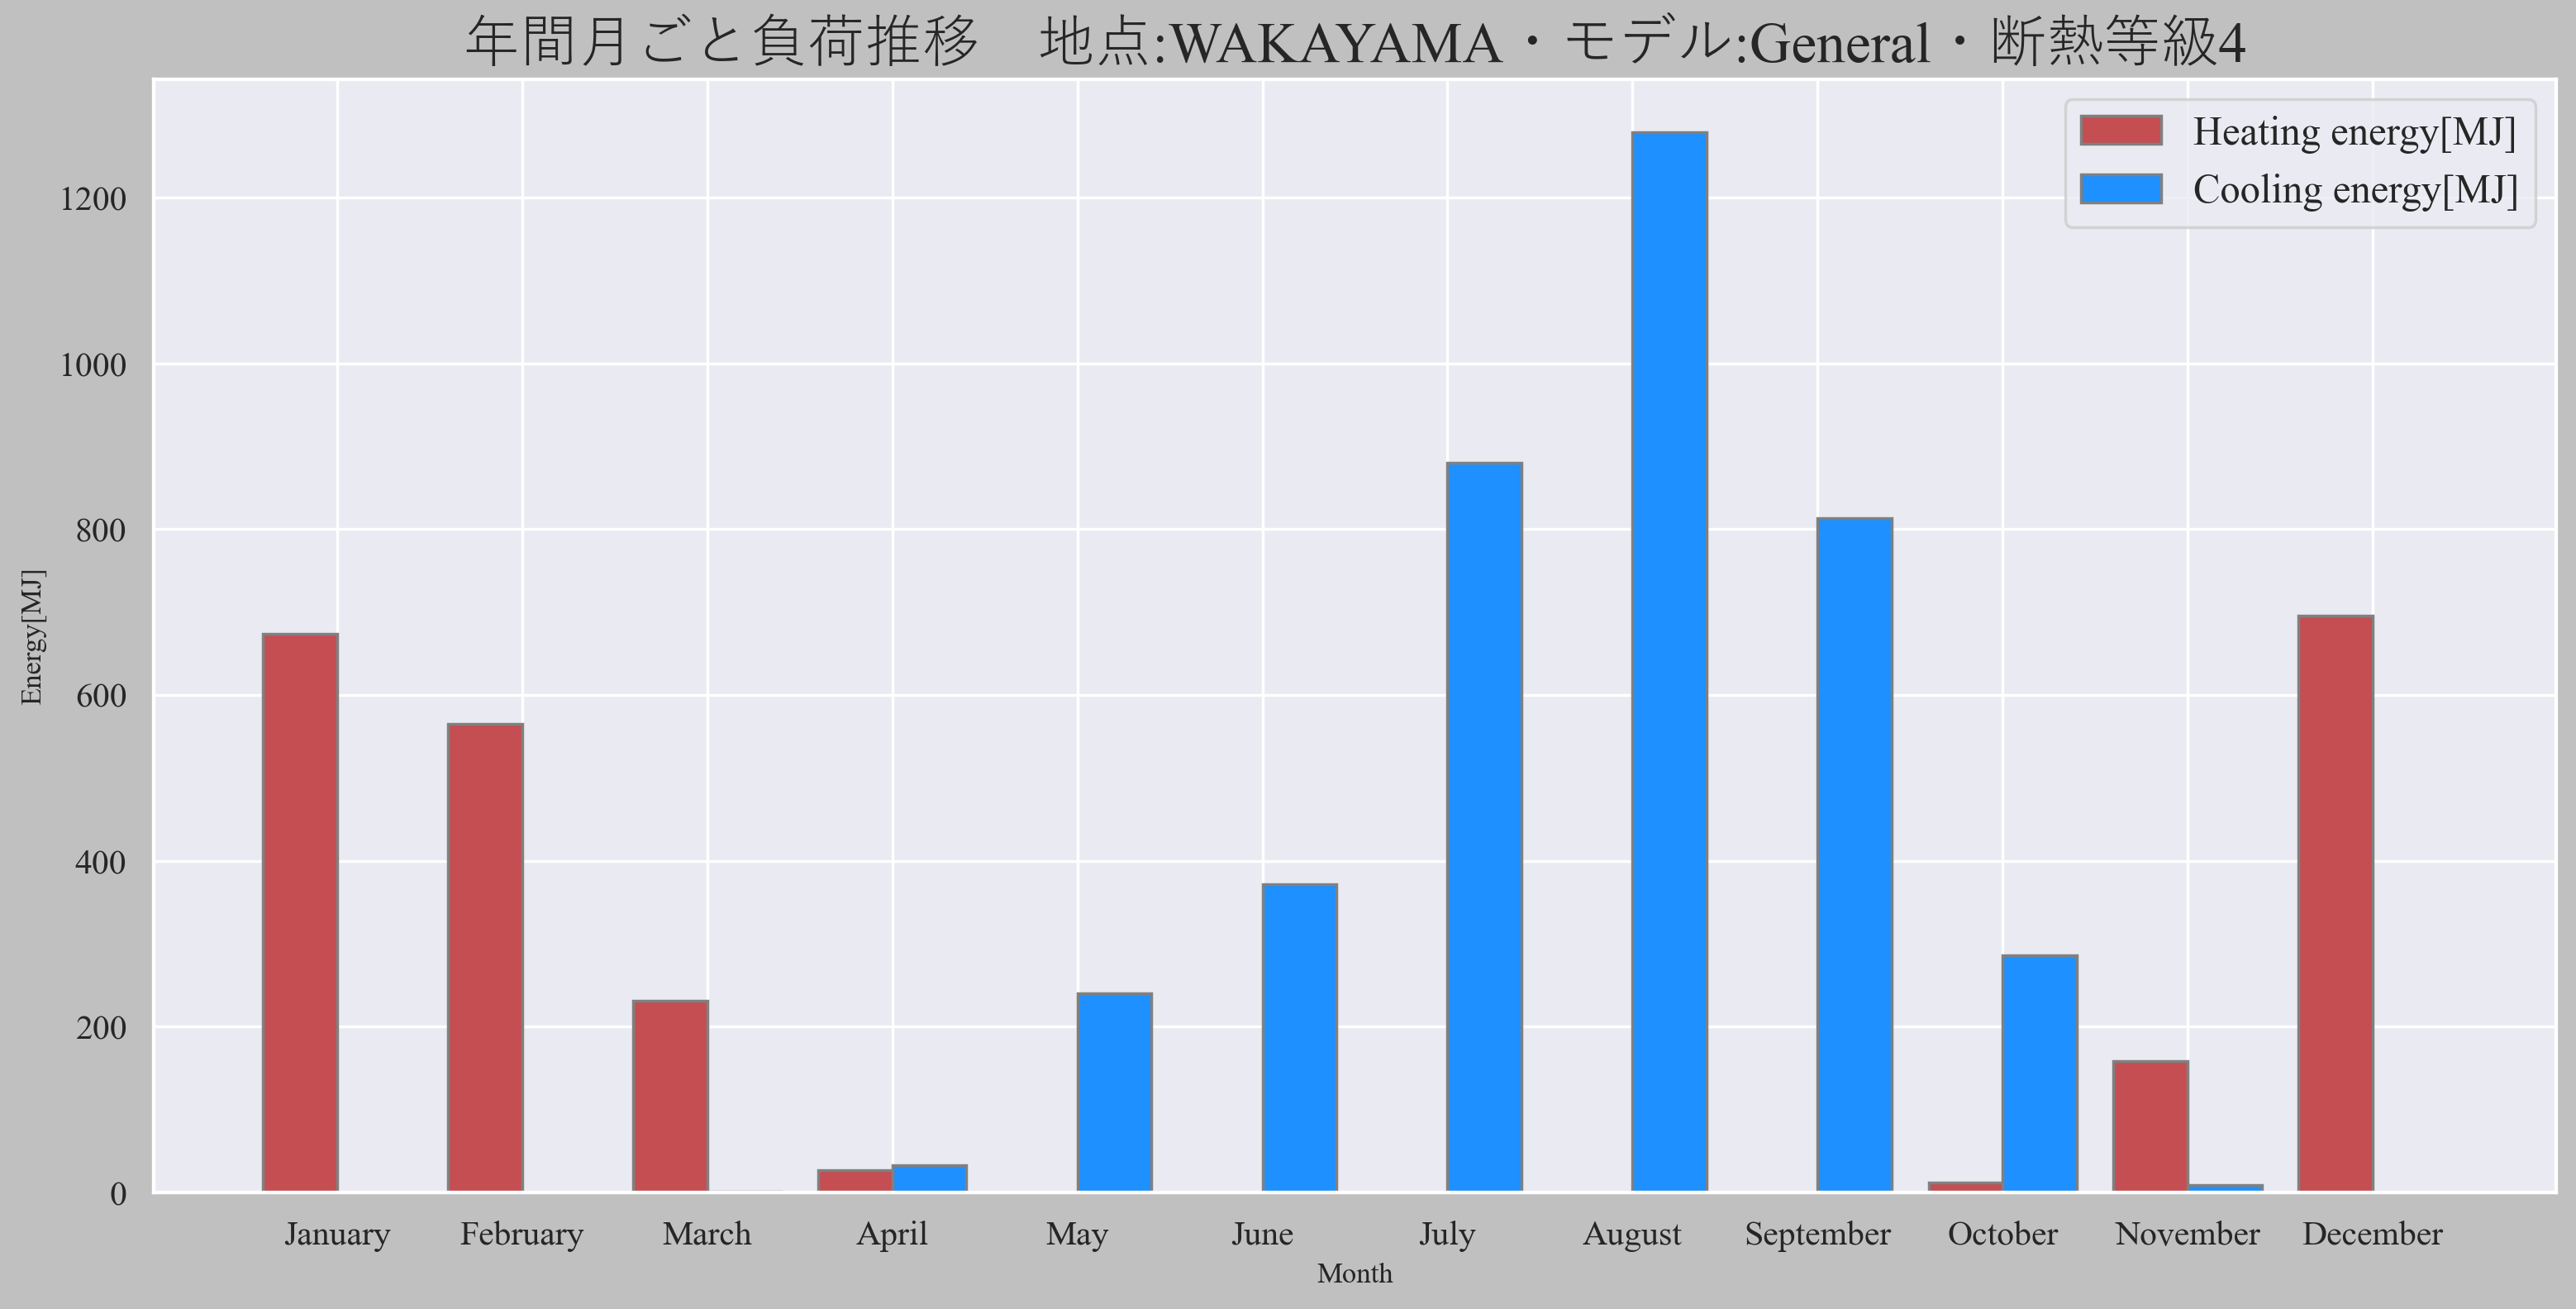 年間月ごと負荷推移　地点:WAKAYAMA・モデル:General・断熱等級4
Heating energy[MJ]
Cooling energy[MJ]
Energy[MJ]
1200
1000
800
600
400
200
0
January February March April May June July August September October November December
Month